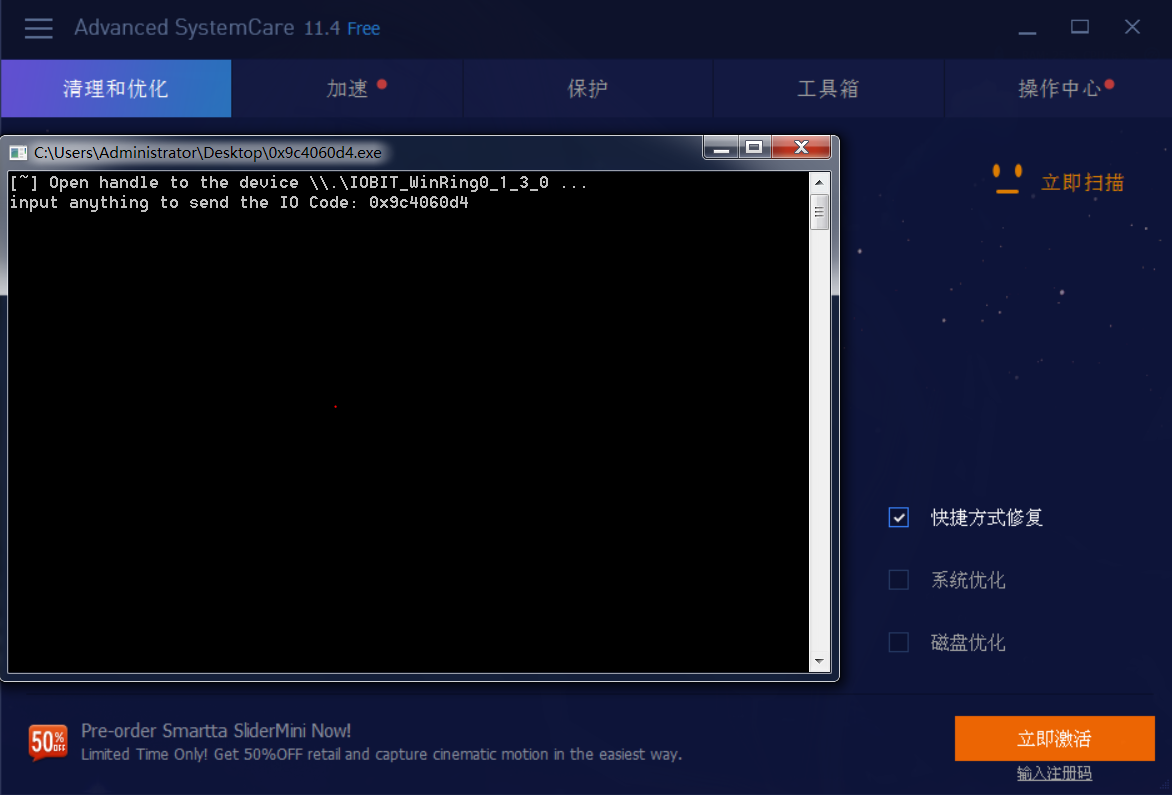 Advanced SystemCare 11.4 Free
清理和优化 加速 保护 工具箱 操作中心
C:\Users\Administrator\Desktop\0x9c4060d4.exe
[~] Open handle to the device \\.\IOBIT_WinRing0_1_3_0 ...
input anything to send the IO Code: 0x9c4060d4
立即扫描
快捷方式修复
系统优化
磁盘优化
50% OFF
Pre-order Smartta SliderMini Now!
Limited Time Only! Get 50%OFF retail and capture cinematic motion in the easiest way.
立即激活
输入注册码